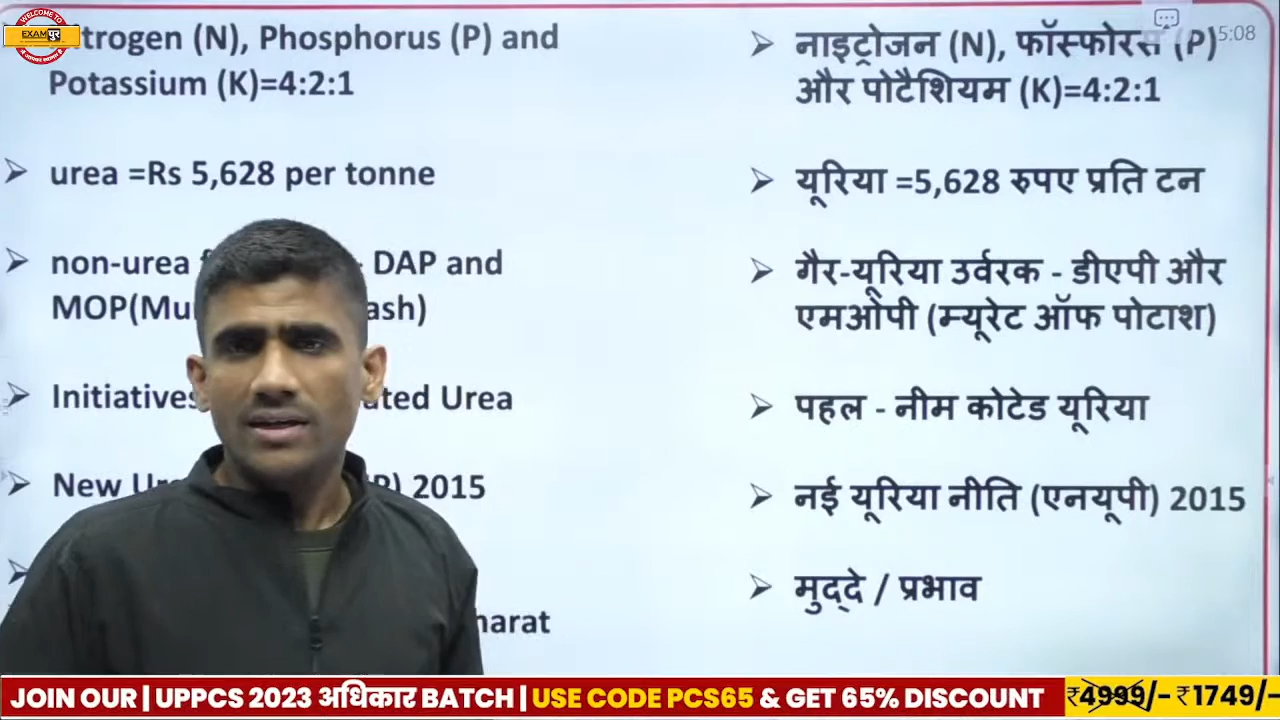 WELCOME TO
EXAM पुर
trogen (N), Phosphorus (P) and
Potassium (K)=4:2:1
urea =Rs 5,628 per tonne
non-urea - DAP and
MOP(Mu ash)
Initiatives ated Urea
New Ur P) 2015
harat
5:08
नाइट्रोजन (N), फॉस्फोरस (P)
और पोटैशियम (K)=4:2:1
यूरिया =5,628 रुपए प्रति टन
गैर-यूरिया उर्वरक - डीएपी और
एमओपी (म्यूरेट ऑफ पोटाश)
पहल - नीम कोटेड यूरिया
नई यूरिया नीति (एनयूपी) 2015
मुद्दे / प्रभाव
JOIN OUR | UPPCS 2023 अधिकार BATCH | USE CODE PCS65 & GET 65% DISCOUNT ₹4999/- ₹1749/-